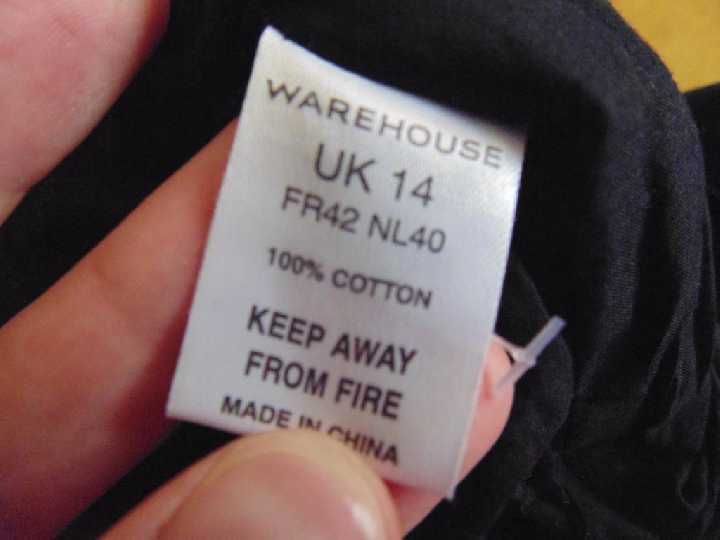 WAREHOUSE
UK 14
FR42 NL40
100% COTTON
KEEP AWAY
FROM FIRE
MADE IN CHINA